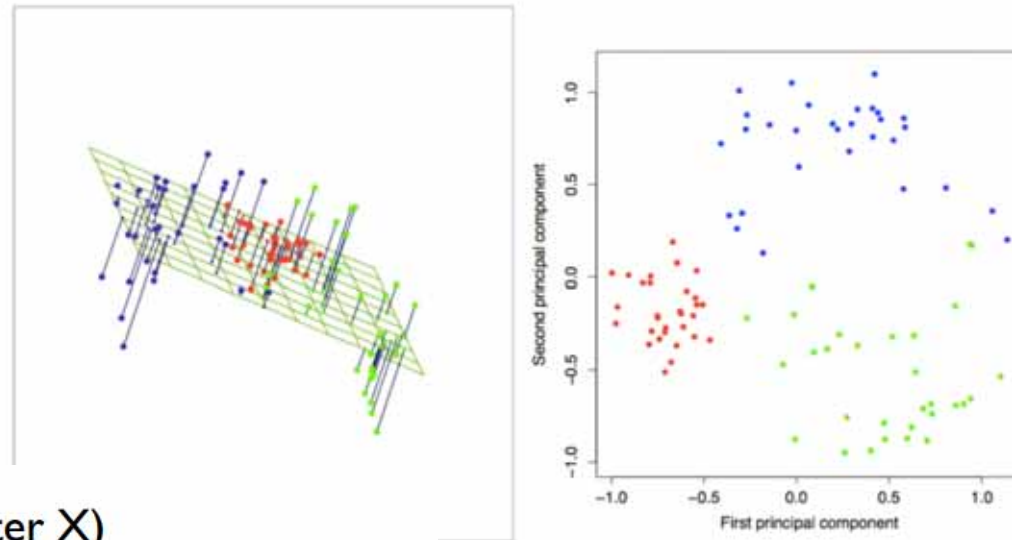 ter X)
Second principal component
1.0
0.5
0.0
−0.5
−1.0
−1.0 −0.5 0.0 0.5 1.0
First principal component